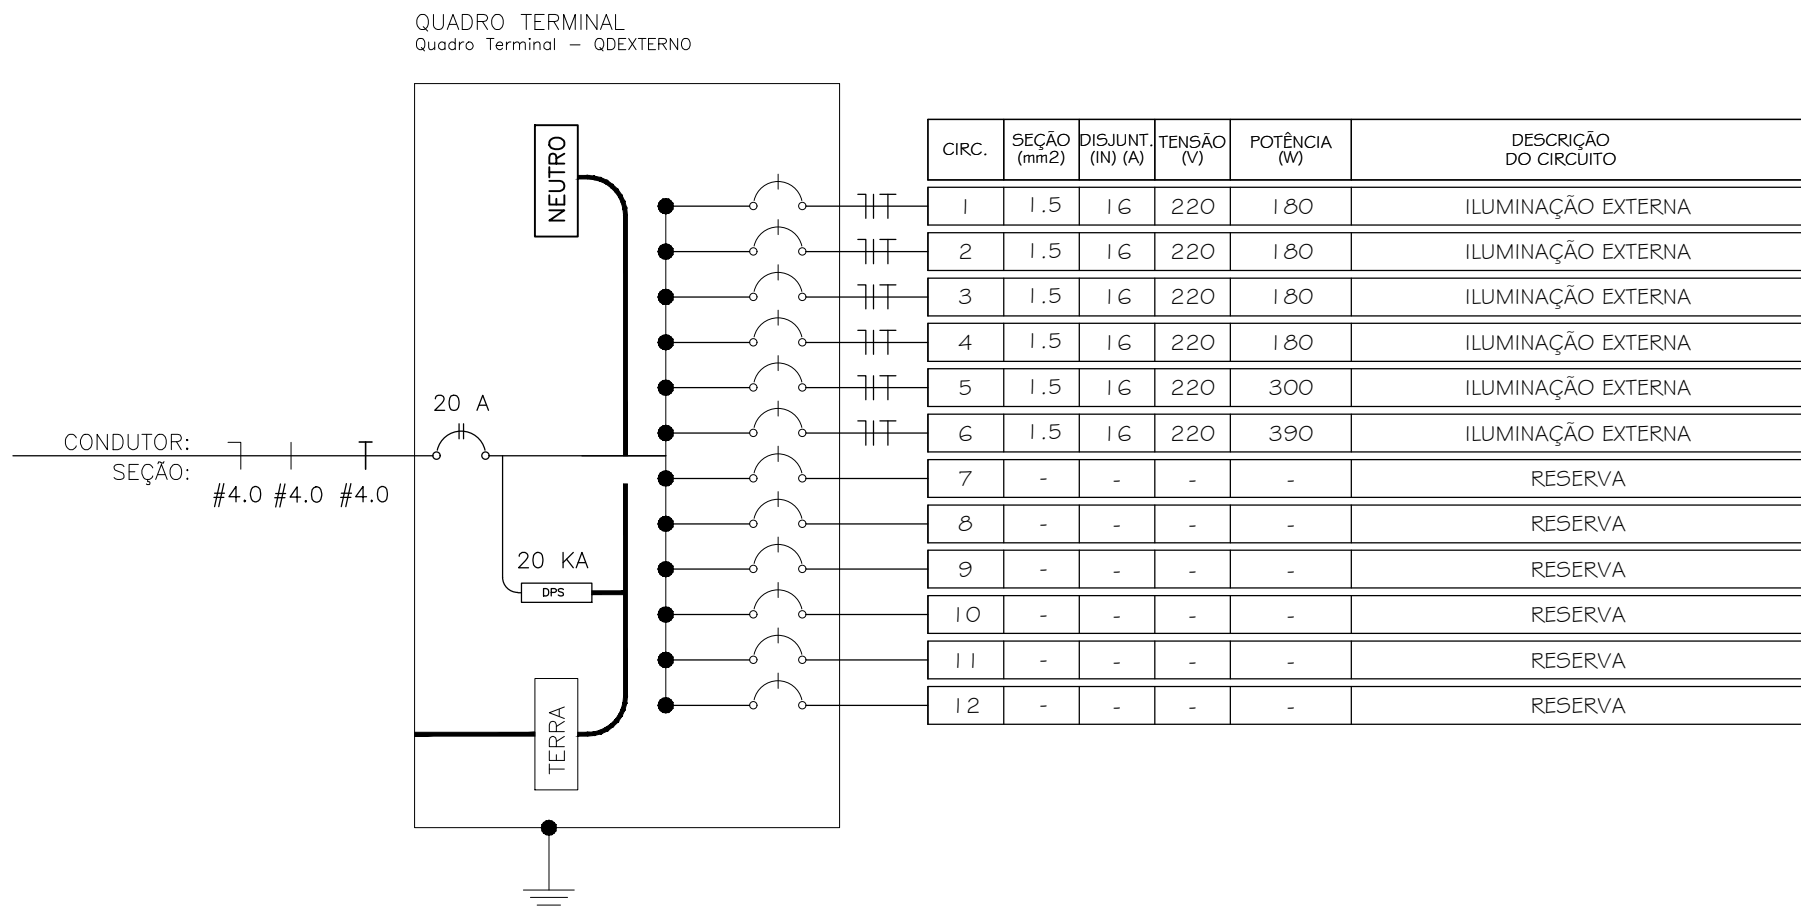 QUADRO TERMINAL
Quadro Terminal - QDEXTERNO
NEUTRO
20 A
CONDUTOR:
SEÇÃO:
#4.0 #4.0 #4.0
20 KA
DPS
TERRA
CIRC. SEÇÃO (mm2) DISJUNT. (IN) (A) TENSÃO (V) POTÊNCIA (W) DESCRIÇÃO DO CIRCUITO
1 1.5 16 220 180 ILUMINAÇÃO EXTERNA
2 1.5 16 220 180 ILUMINAÇÃO EXTERNA
3 1.5 16 220 180 ILUMINAÇÃO EXTERNA
4 1.5 16 220 180 ILUMINAÇÃO EXTERNA
5 1.5 16 220 300 ILUMINAÇÃO EXTERNA
6 1.5 16 220 390 ILUMINAÇÃO EXTERNA
7 - - - - RESERVA
8 - - - - RESERVA
9 - - - - RESERVA
10 - - - - RESERVA
11 - - - - RESERVA
12 - - - - RESERVA